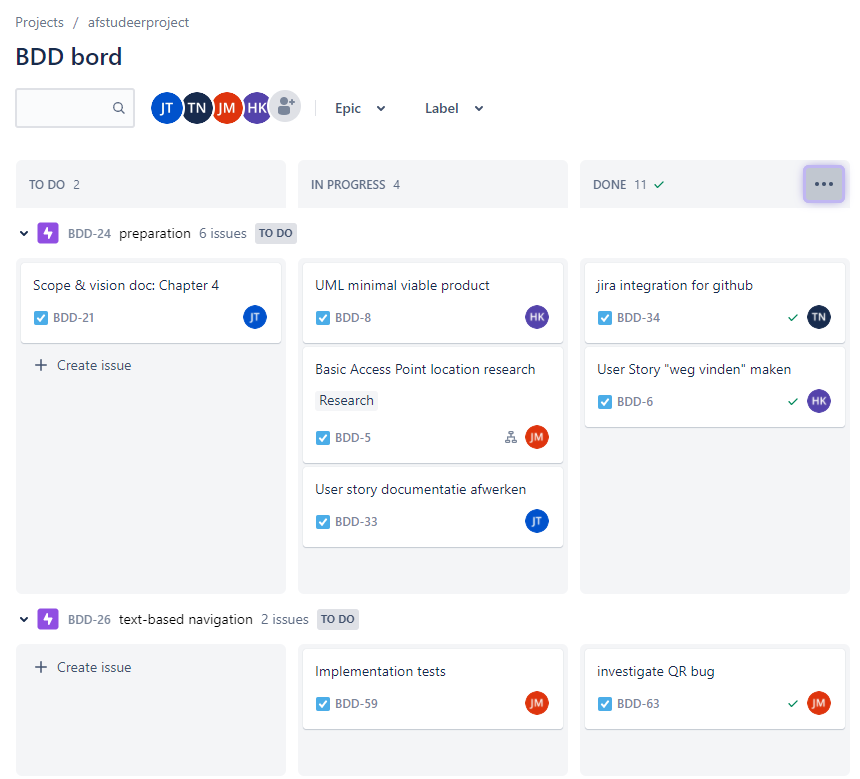 Projects / afstudeerproject
BDD bord
JT TN JM HK Epic Label
TO DO 2
IN PROGRESS 4
DONE 11
BDD-24 preparation 6 issues TO DO
Scope & vision doc: Chapter 4
BDD-21 JT
Create issue
UML minimal viable product
BDD-8 HK
Basic Access Point location research
Research
BDD-5 JM
User story documentatie afwerken
BDD-33 JT
jira integration for github
BDD-34 TN
User Story "weg vinden" maken
BDD-6 HK
BDD-26 text-based navigation 2 issues TO DO
Create issue
Implementation tests
BDD-59 JM
investigate QR bug
BDD-63 JM